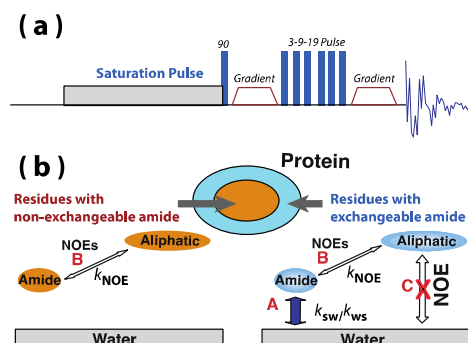 (a)
90
3-9-19 Pulse
Saturation Pulse
Gradient
Gradient
(b)
Protein
Residues with
non-exchangeable amide
Residues with
exchangeable amide
NOEs
B
Aliphatic
kNOE
Amide
Water
NOEs
B
Aliphatic
kNOE
Amide
A
ksw/kws
C
NOE
Water